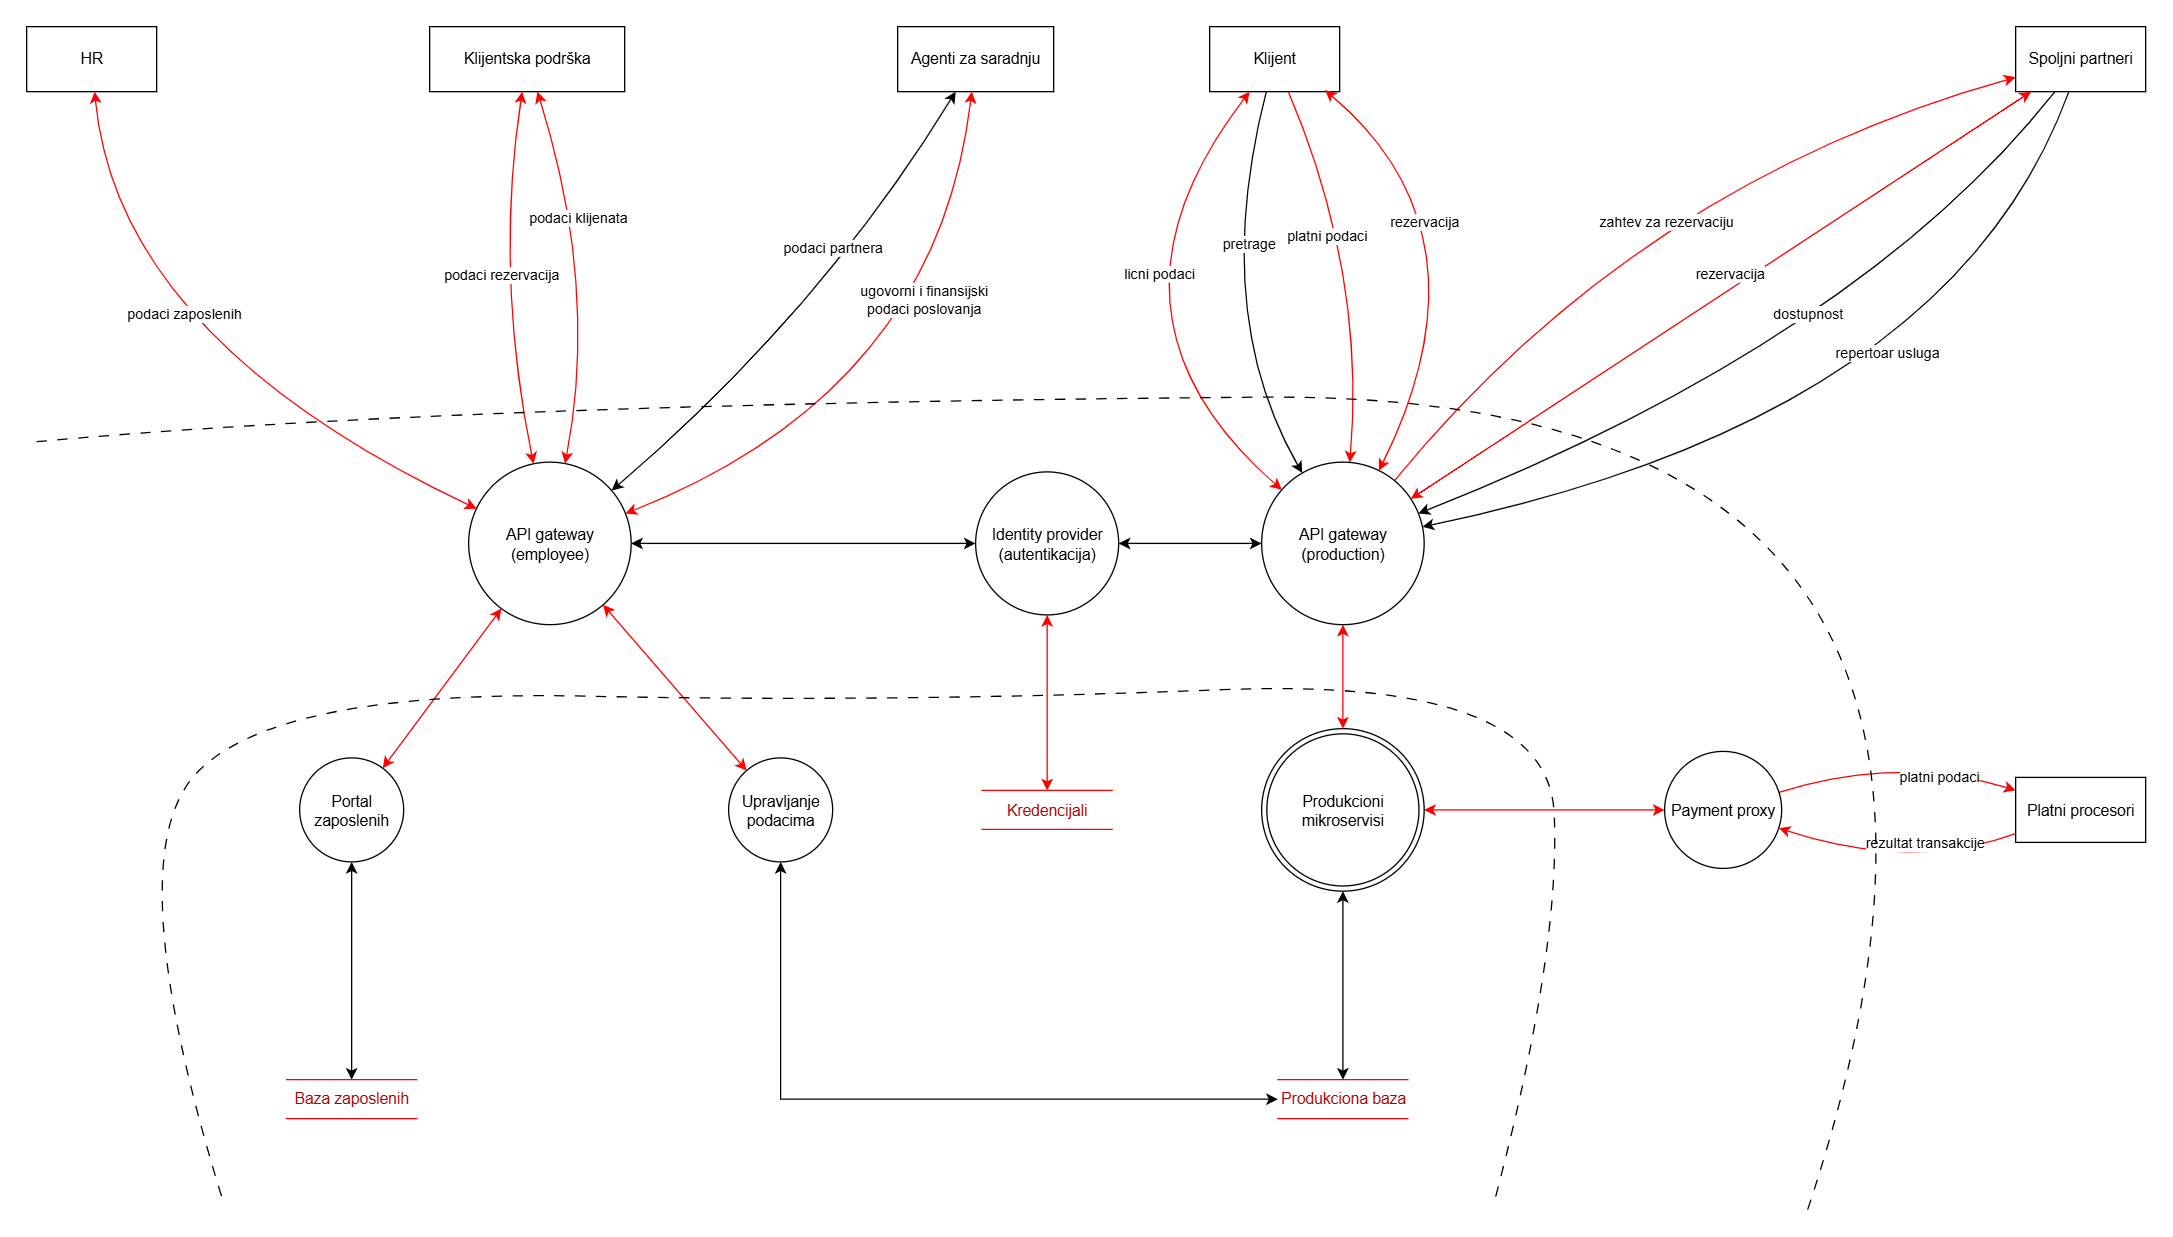 HR
Klijentska podrška
Agenti za saradnju
Klijent
Spoljni partneri
podaci klijenata
podaci rezervacija
podaci zaposlenih
podaci partnera
ugovorni i finansijski
podaci poslovanja
licni podaci
pretrage
platni podaci
rezervacija
zahtev za rezervaciju
rezervacija
dostupnost
repertoar usluga
API gateway
(employee)
Identity provider
(autentikacija)
API gateway
(production)
Portal
zaposlenih
Upravljanje
podacima
Kredencijali
Produkcioni
mikroservisi
Payment proxy
platni podaci
rezultat transakcije
Platni procesori
Baza zaposlenih
Produkciona baza